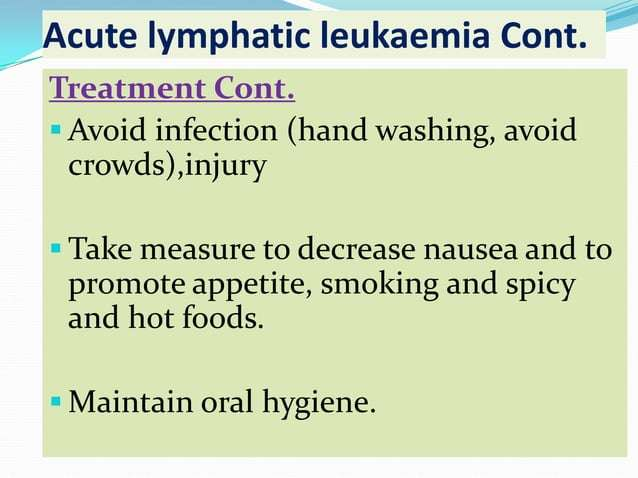 Acute lymphatic leukaemia Cont.
Treatment Cont.
▪ Avoid infection (hand washing, avoid
crowds),injury
▪ Take measure to decrease nausea and to
promote appetite, smoking and spicy
and hot foods.
▪ Maintain oral hygiene.